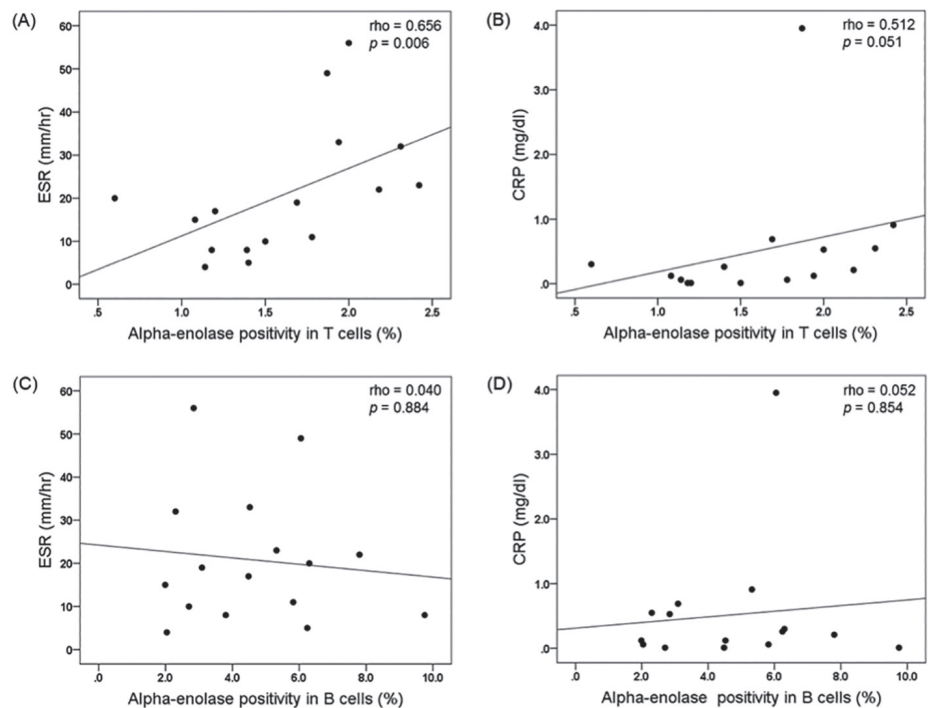 (A)
rho = 0.656
p = 0.006
60
50
40
30
20
10
0
ESR (mm/hr)
.5
1.0
1.5
2.0
2.5
Alpha-enolase positivity in T cells (%)
(B)
rho = 0.512
p = 0.051
4.0
3.0
2.0
1.0
.0
CRP (mg/dl)
.5
1.0
1.5
2.0
2.5
Alpha-enolase positivity in T cells (%)
(C)
rho = 0.040
p = 0.884
60
50
40
30
20
10
0
ESR (mm/hr)
.0
2.0
4.0
6.0
8.0
10.0
Alpha-enolase positivity in B cells (%)
(D)
rho = 0.052
p = 0.854
4.0
3.0
2.0
1.0
.0
CRP (mg/dl)
.0
2.0
4.0
6.0
8.0
10.0
Alpha-enolase positivity in B cells (%)